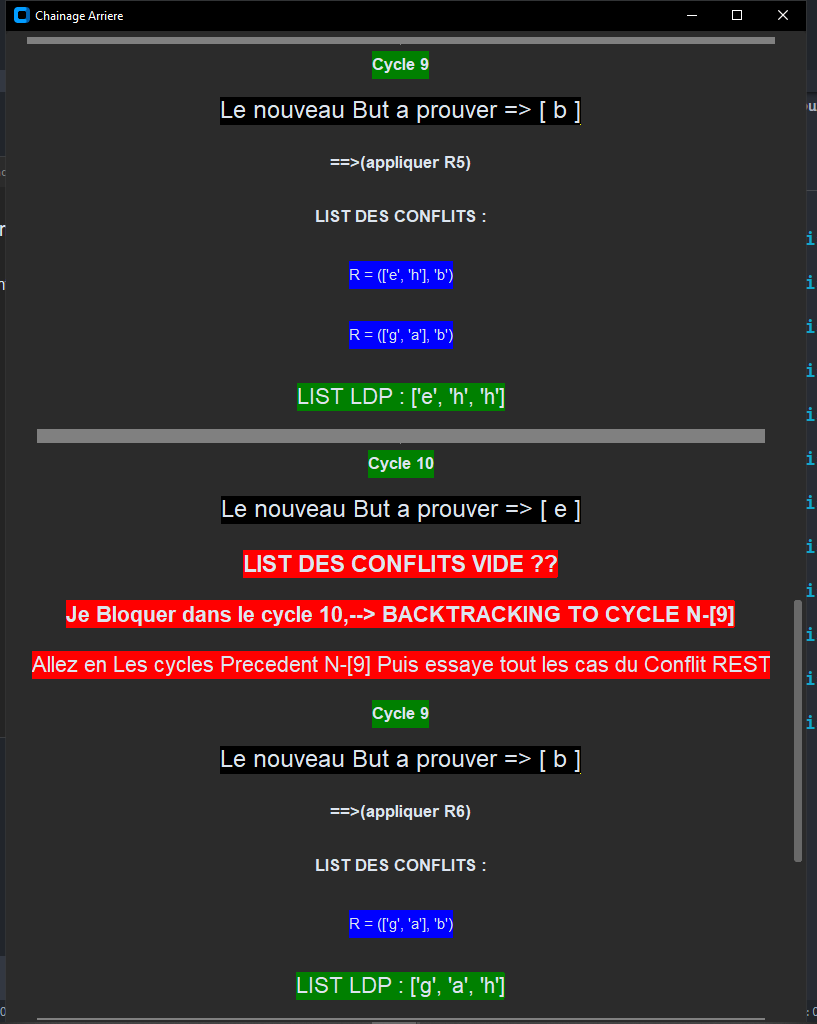 Chainage Arriere
Cycle 9
Le nouveau But a prouver => [ b ]
==>(appliquer R5)
LIST DES CONFLITS :
R = (['e', 'h'], 'b')
R = (['g', 'a'], 'b')
LIST LDP : ['e', 'h', 'h']
Cycle 10
Le nouveau But a prouver => [ e ]
LIST DES CONFLITS VIDE ??
Je Bloquer dans le cycle 10,--> BACKTRACKING TO CYCLE N-[9]
Allez en Les cycles Precedent N-[9] Puis essaye tout les cas du Conflit REST
Cycle 9
Le nouveau But a prouver => [ b ]
==>(appliquer R6)
LIST DES CONFLITS :
R = (['g', 'a'], 'b')
LIST LDP : ['g', 'a', 'h']